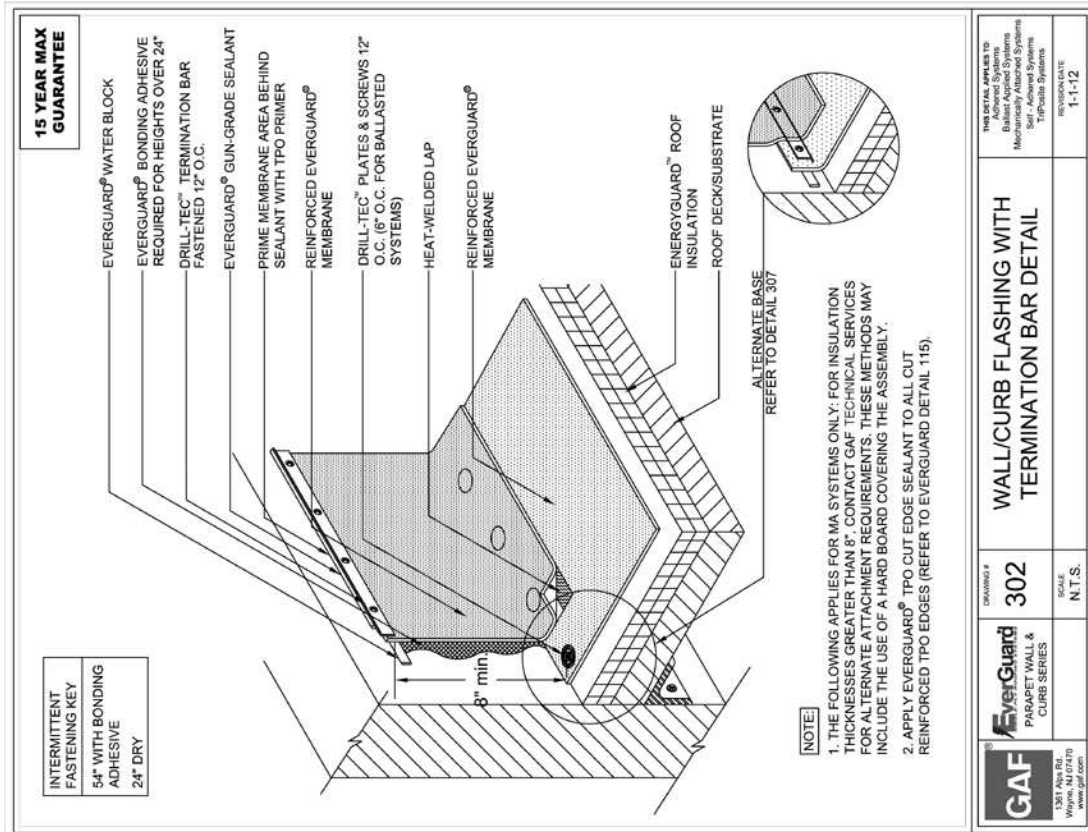 15 YEAR MAX
GUARANTEE
INTERMITTENT
FASTENING KEY
54" WITH BONDING
ADHESIVE
24" DRY
EVERGUARD® WATER BLOCK
EVERGUARD® BONDING ADHESIVE
REQUIRED FOR HEIGHTS OVER 24"
DRILL-TEC™ TERMINATION BAR
FASTENED 12" O.C.
EVERGUARD® GUN-GRADE SEALANT
PRIME MEMBRANE AREA BEHIND
SEALANT WITH TPO PRIMER
REINFORCED EVERGUARD®
MEMBRANE
DRILL-TEC™ PLATES & SCREWS 12"
O.C. (6" O.C. FOR BALLASTED
SYSTEMS)
HEAT-WELDED LAP
REINFORCED EVERGUARD®
MEMBRANE
ENERGYGUARD™ ROOF
INSULATION
ROOF DECK/SUBSTRATE
8" min.
ALTERNATE BASE
REFER TO DETAIL 307
NOTE:
1. THE FOLLOWING APPLIES FOR MA SYSTEMS ONLY: FOR INSULATION
THICKNESSES GREATER THAN 8", CONTACT GAF TECHNICAL SERVICES
FOR ALTERNATE ATTACHMENT REQUIREMENTS. THESE METHODS MAY
INCLUDE THE USE OF A HARD BOARD COVERING THE ASSEMBLY.
2. APPLY EVERGUARD® TPO CUT EDGE SEALANT TO ALL CUT
REINFORCED TPO EDGES (REFER TO EVERGUARD DETAIL 115).
GAF®
1361 Alps Rd.
Wayne, NJ 07470
www.gaf.com
EverGuard
PARAPET WALL &
CURB SERIES
DRAWING #
302
SCALE
N.T.S.
WALL/CURB FLASHING WITH
TERMINATION BAR DETAIL
THIS DETAIL APPLIES TO:
Adhered Systems
Ballast Applied Systems
Mechanically Attached Systems
Self - Adhered Systems
TriPosite Systems
REVISION DATE
1-1-12